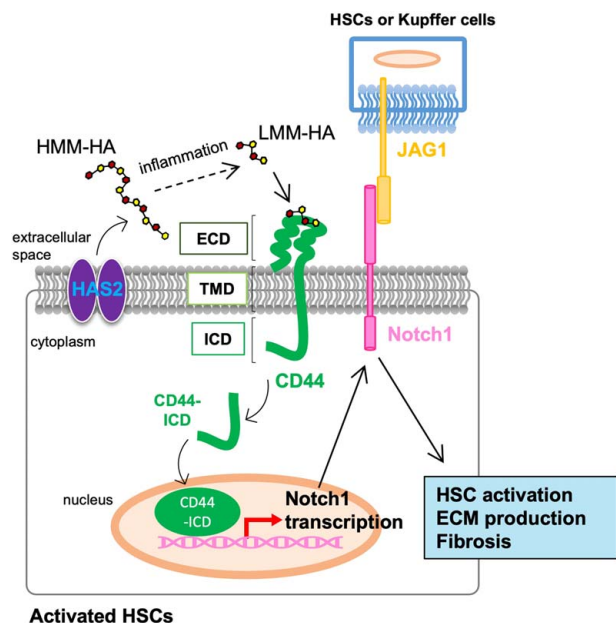 HSCs or Kupffer cells
LMM-HA
HMM-HA
inflammation
JAG1
extracellular
space
ECD
HAS2
TMD
cytoplasm
ICD
Notch1
CD44
CD44-
ICD
nucleus
CD44
-ICD
Notch1
transcription
HSC activation
ECM production
Fibrosis
Activated HSCs